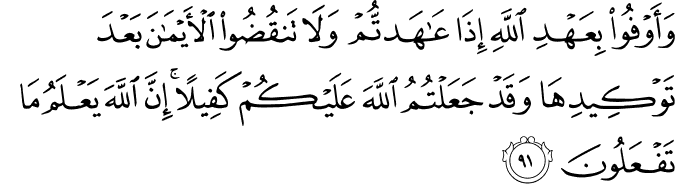 وَأَوۡفُواْ بِعَهۡدِ ٱللَّهِ إِذَا عَٰهَدتُّمۡ وَلَا تَنقُضُواْ ٱلۡأَيۡمَٰنَ بَعۡدَ
تَوۡكِيدِهَا وَقَدۡ جَعَلۡتُمُ ٱللَّهَ عَلَيۡكُمۡ كَفِيلًاۚ إِنَّ ٱللَّهَ يَعۡلَمُ مَا
تَفۡعَلُونَ ٩١